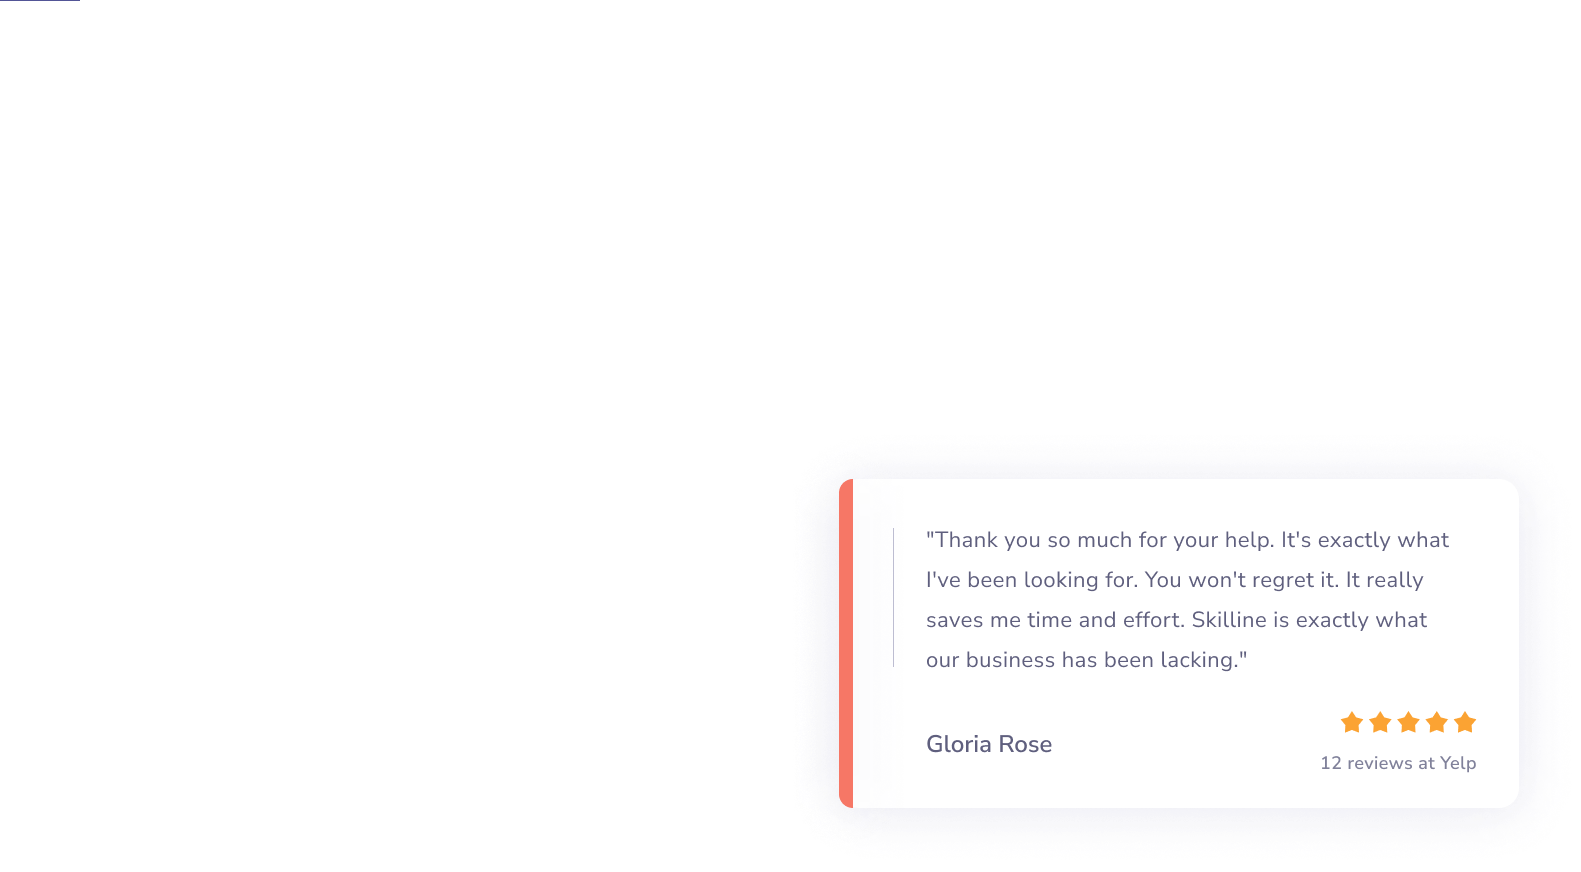 "Thank you so much for your help. It's exactly what
I've been looking for. You won't regret it. It really
saves me time and effort. Skilline is exactly what
our business has been lacking."
Gloria Rose
12 reviews at Yelp